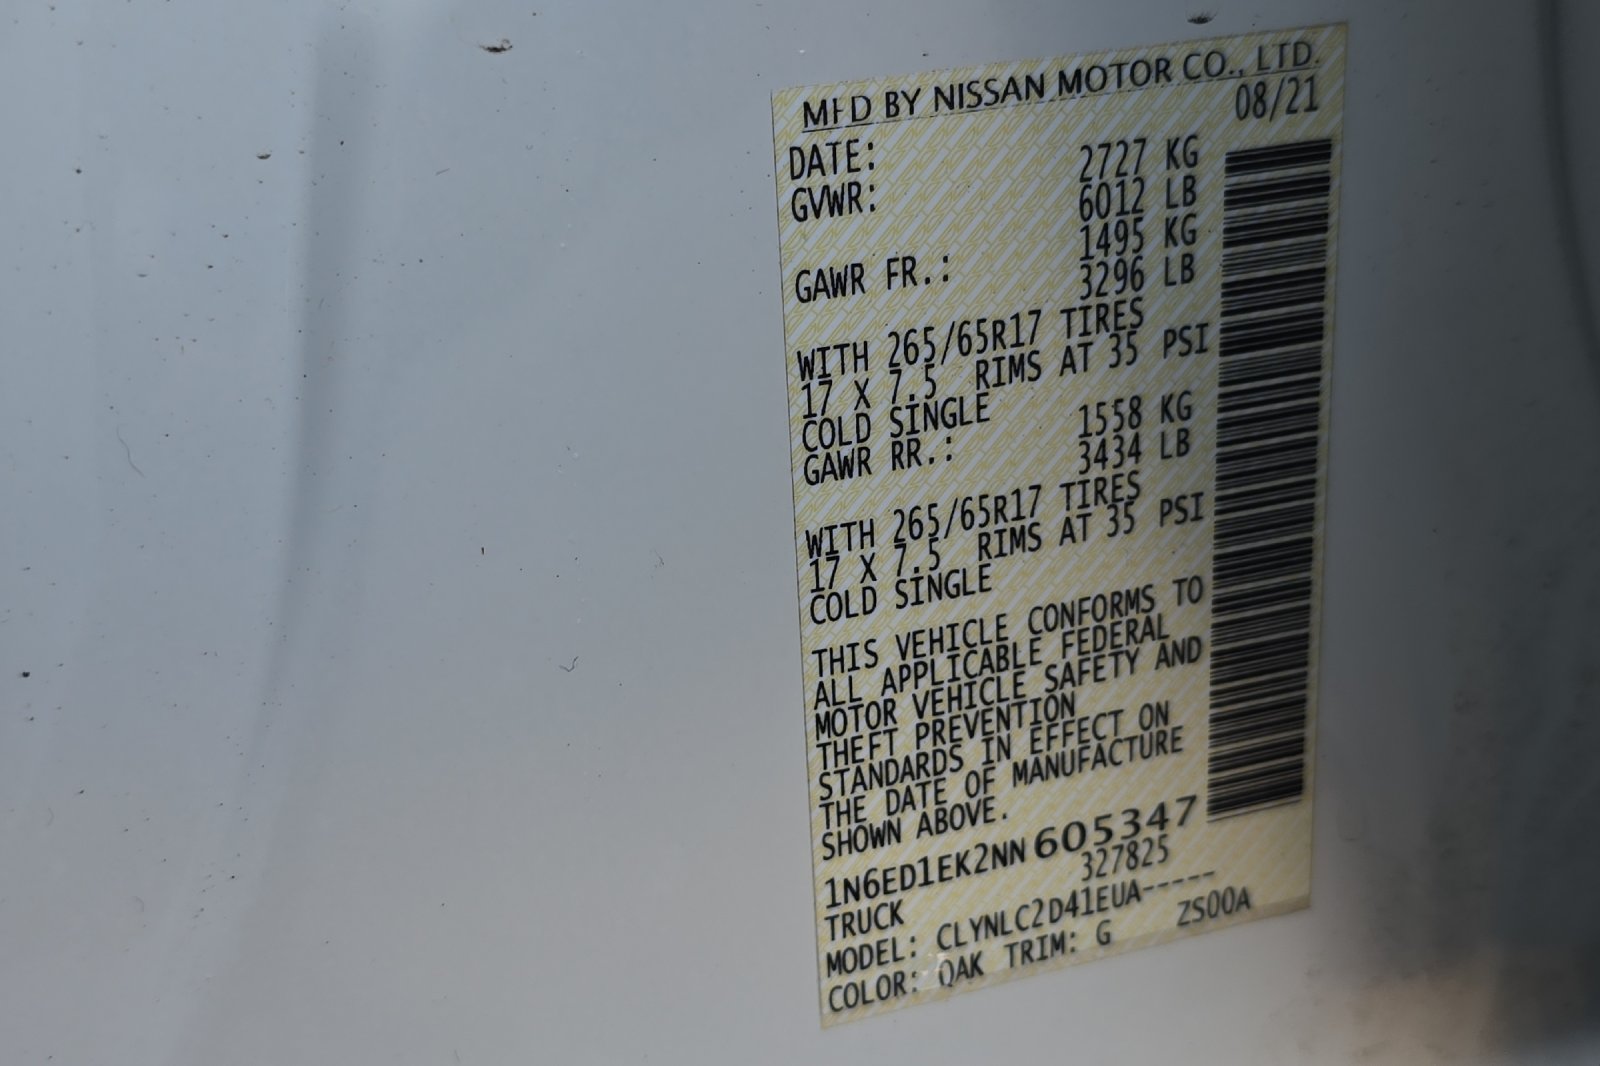 MFD BY NISSAN MOTOR CO., LTD.
DATE: 08/21
GVWR: 2727 KG
6012 LB
GAWR FR.: 1495 KG
3296 LB
WITH 265/65R17 TIRES
17 X 7.5 RIMS AT 35 PSI
COLD SINGLE
GAWR RR.: 1558 KG
3434 LB
WITH 265/65R17 TIRES
17 X 7.5 RIMS AT 35 PSI
COLD SINGLE
THIS VEHICLE CONFORMS TO
ALL APPLICABLE FEDERAL
MOTOR VEHICLE SAFETY AND
THEFT PREVENTION
STANDARDS IN EFFECT ON
THE DATE OF MANUFACTURE
SHOWN ABOVE.
1N6ED1EK2NN605347
TRUCK 327825
MODEL: CLYNLC2D41EUA-----
COLOR: QAK TRIM: G ZS00A